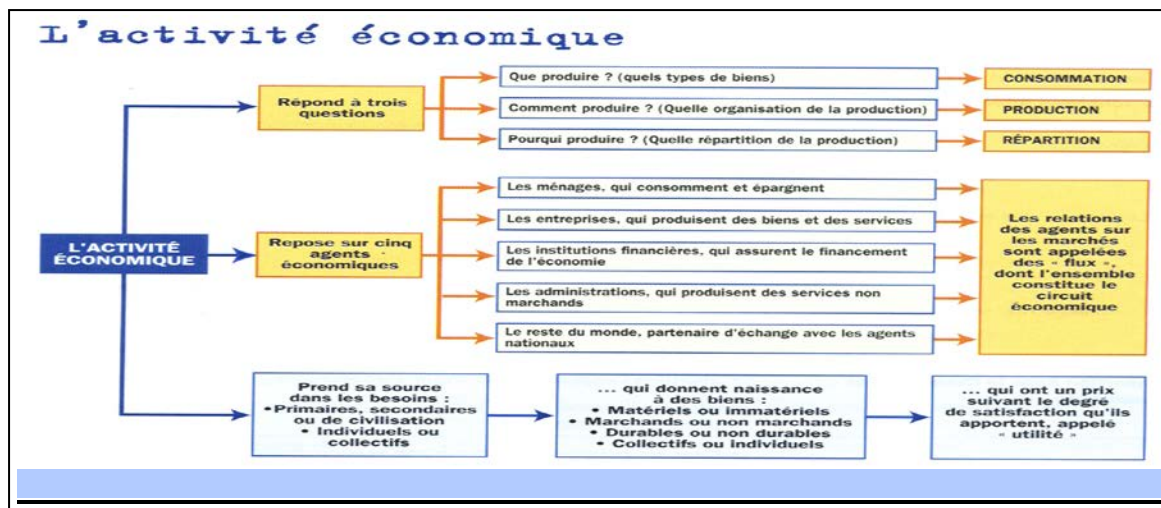 L'activité économique
Répond à trois
questions
Que produire ? (quels types de biens)
CONSOMMATION
Comment produire ? (Quelle organisation de la production)
PRODUCTION
Pourqui produire ? (Quelle répartition de la production)
RÉPARTITION
L'ACTIVITÉ
ÉCONOMIQUE
Repose sur cinq
agents
économiques
Les ménages, qui consomment et épargnent
Les entreprises, qui produisent des biens et des services
Les institutions financières, qui assurent le financement
de l'économie
Les administrations, qui produisent des services non
marchands
Le reste du monde, partenaire d'échange avec les agents
nationaux
Les relations
des agents sur
les marchés
sont appelées
des « flux »,
dont l'ensemble
constitue le
circuit
économique
Prend sa source
dans les besoins :
•Primaires, secondaires
ou de civilisation
• Individuels ou
collectifs
... qui donnent naissance
à des biens :
• Matériels ou immatériels
• Marchands ou non marchands
• Durables ou non durables
• Collectifs ou individuels
... qui ont un prix
suivant le degré
de satisfaction qu'ils
apportent, appelé
« utilité »